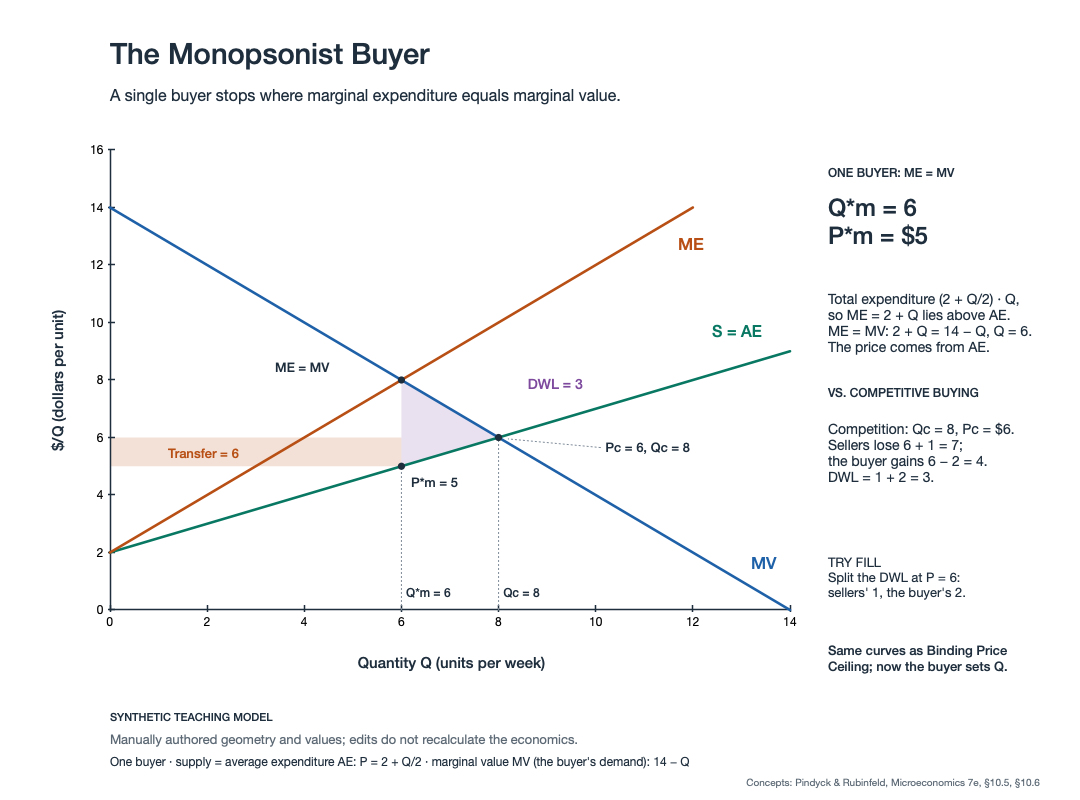 The Monopsonist Buyer
A single buyer stops where marginal expenditure equals marginal value.
$/Q (dollars per unit)
16
14
12
10
8
6
4
2
0
0
2
4
6
8
10
12
14
Quantity Q (units per week)
ME
S = AE
ME = MV
DWL = 3
Transfer = 6
Pc = 6, Qc = 8
P*m = 5
MV
Q*m = 6
Qc = 8
ONE BUYER: ME = MV
Q*m = 6
P*m = $5
Total expenditure (2 + Q/2) · Q,
so ME = 2 + Q lies above AE.
ME = MV: 2 + Q = 14 − Q, Q = 6.
The price comes from AE.
VS. COMPETITIVE BUYING
Competition: Qc = 8, Pc = $6.
Sellers lose 6 + 1 = 7;
the buyer gains 6 − 2 = 4.
DWL = 1 + 2 = 3.
TRY FILL
Split the DWL at P = 6:
sellers' 1, the buyer's 2.
Same curves as Binding Price
Ceiling; now the buyer sets Q.
SYNTHETIC TEACHING MODEL
Manually authored geometry and values; edits do not recalculate the economics.
One buyer · supply = average expenditure AE: P = 2 + Q/2 · marginal value MV (the buyer's demand): 14 − Q
Concepts: Pindyck & Rubinfeld, Microeconomics 7e, §10.5, §10.6